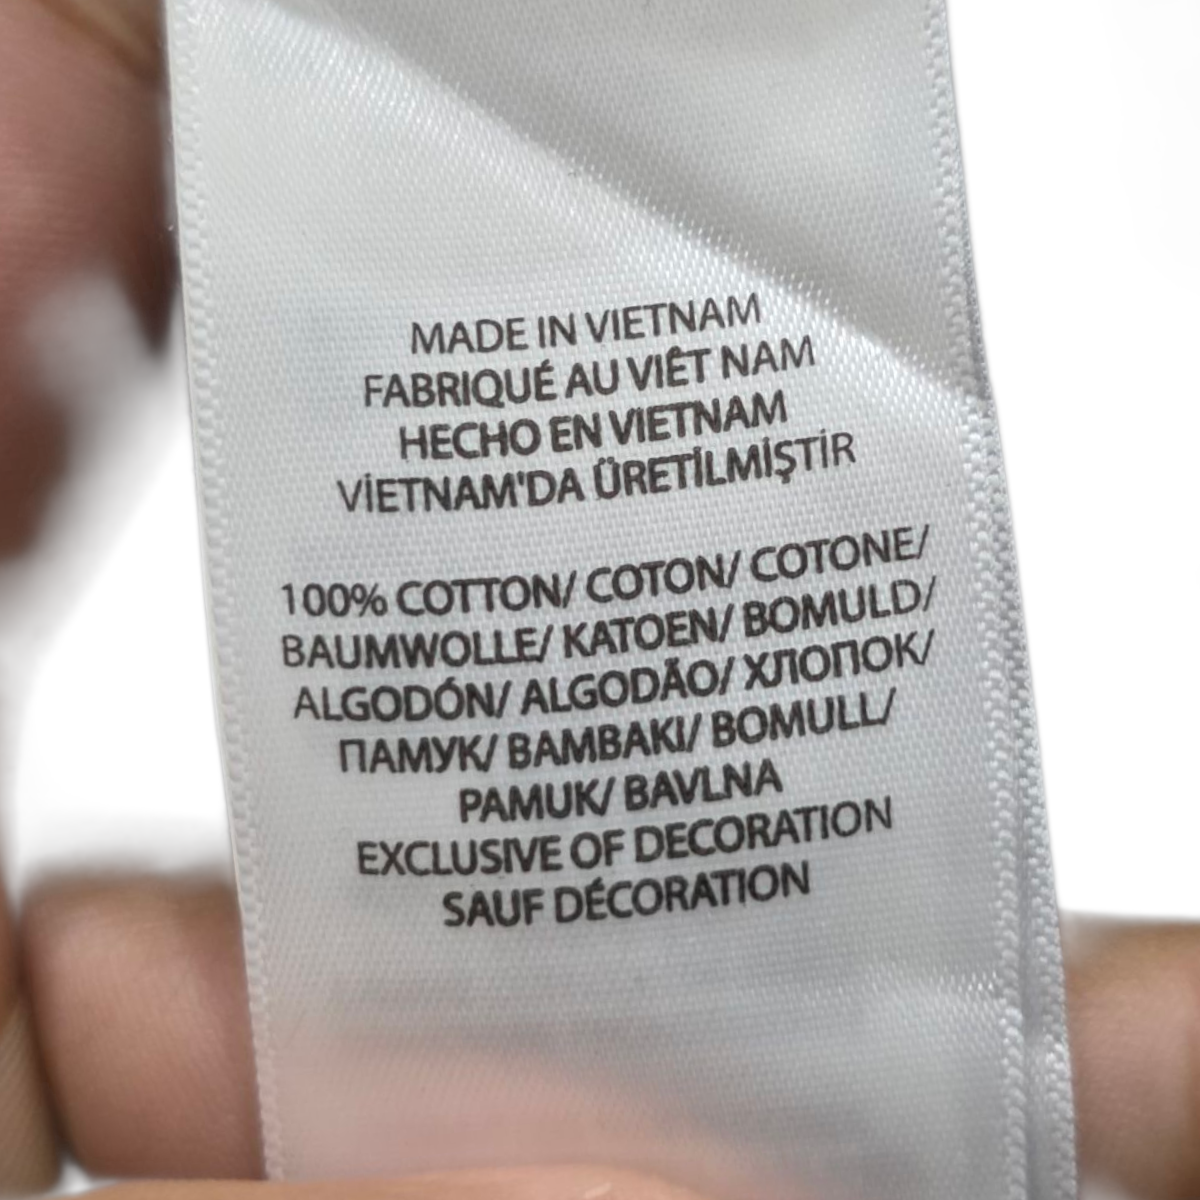 MADE IN VIETNAM
FABRIQUÉ AU VIÊT NAM
HECHO EN VIETNAM
VİETNAM'DA ÜRETİLMİŞTİR
100% COTTON/ COTON/ COTONE/
BAUMWOLLE/ KATOEN/ BOMULD/
ALGODÓN/ ALGODÃO/ ХЛОПОК/
ПАМУК/ BAMBAKI/ BOMULL/
PAMUK/ BAVLNA
EXCLUSIVE OF DECORATION
SAUF DÉCORATION